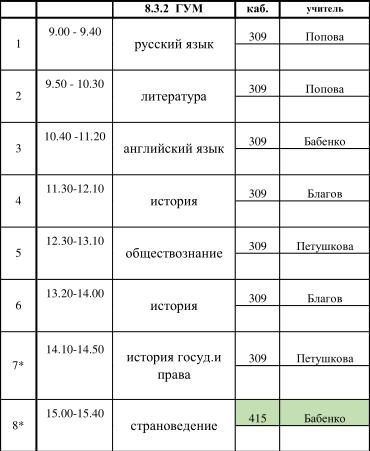 8.3.2 ГУМ каб. учитель
1 9.00 - 9.40 русский язык 309 Попова
2 9.50 - 10.30 литература 309 Попова
3 10.40 -11.20 английский язык 309 Бабенко
4 11.30-12.10 история 309 Благов
5 12.30-13.10 обществознание 309 Петушкова
6 13.20-14.00 история 309 Благов
7* 14.10-14.50 история госуд.и 309 Петушкова
права
8* 15.00-15.40 страноведение 415 Бабенко